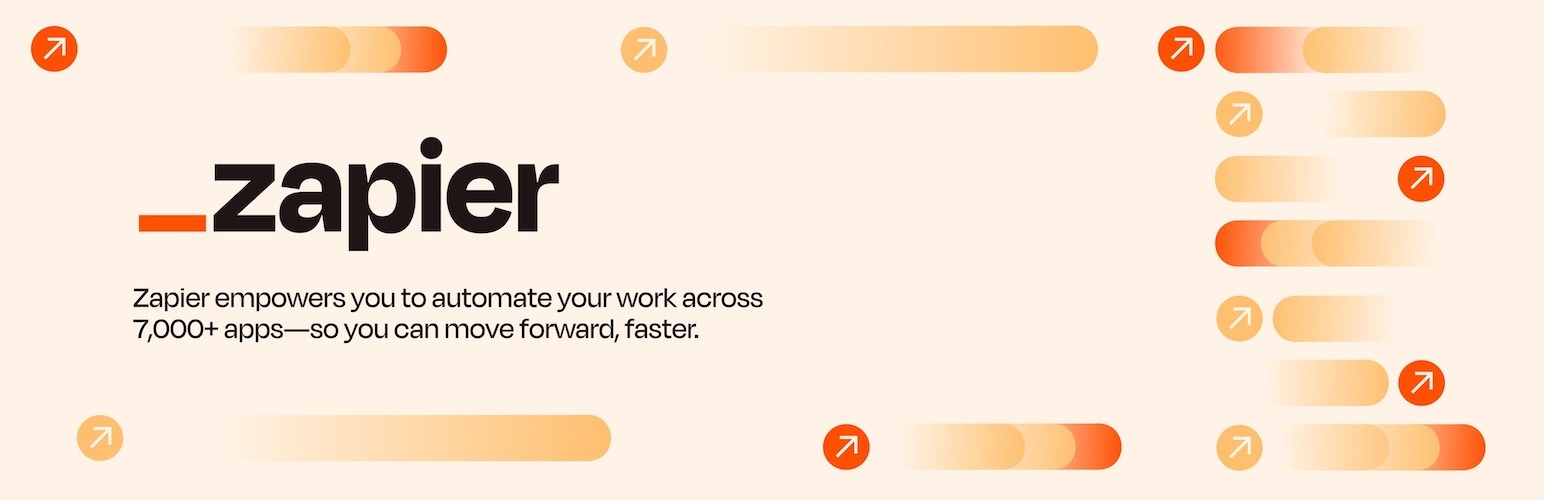 _zapier
Zapier empowers you to automate your work across
7,000+ apps—so you can move forward, faster.